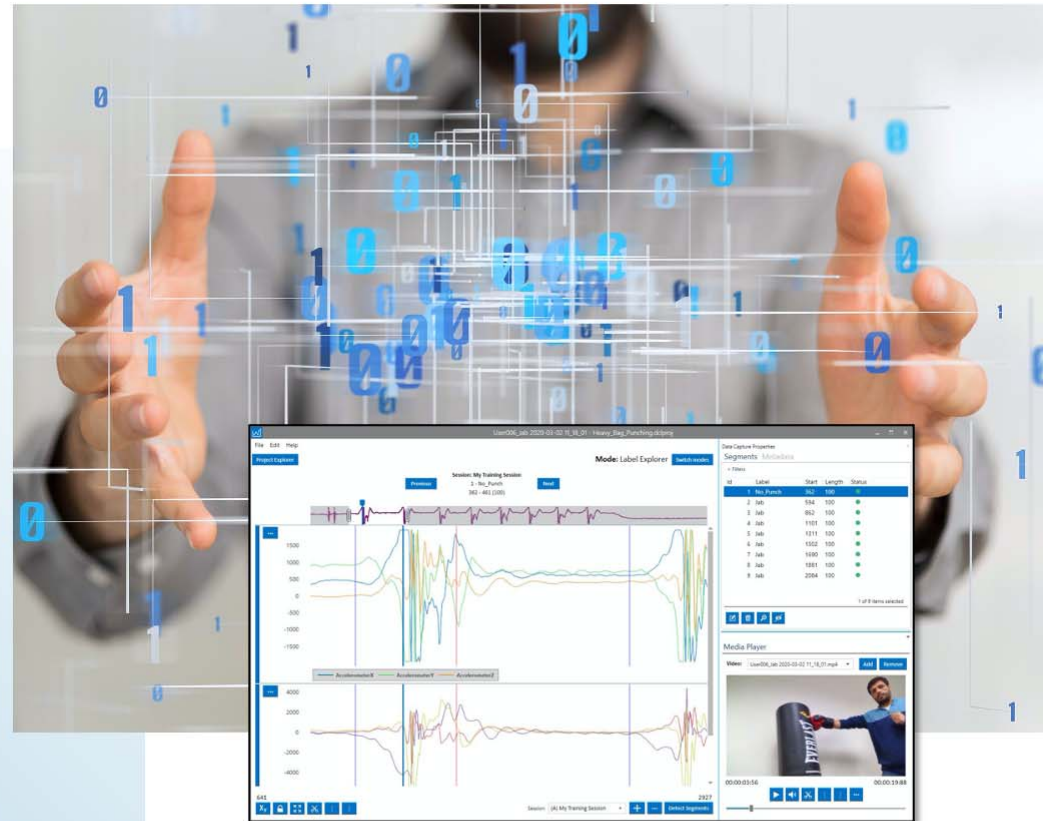 User006_Jab 2020-03-02 11_18_01 - Heavy_Bag_Punching.dclproj
File Edit Help
Project Explorer
Mode: Label Explorer
Switch modes
Session: My Training Session
Previous
1 - No_Punch
Next
362 - 461 (100)
1500
1000
500
0
-500
-1000
-1500
AccelerometerX AccelerometerY AccelerometerZ
4000
2000
0
-2000
-4000
641
2927
Session (A) My Training Session
Detect Segments
Data Capture Properties
Segments Metadata
Filters
Id Label Start Length Status
1 No_Punch 362 100
2 Jab 594 100
3 Jab 862 100
4 Jab 1101 100
5 Jab 1311 100
6 Jab 1502 100
7 Jab 1690 100
8 Jab 1881 100
9 Jab 2084 100
1 of 9 items selected
Media Player
Video: User006_Jab 2020-03-02 11_18_01.mp4
Add
Remove
EVERLAST
00:00:03:56
00:00:19:88